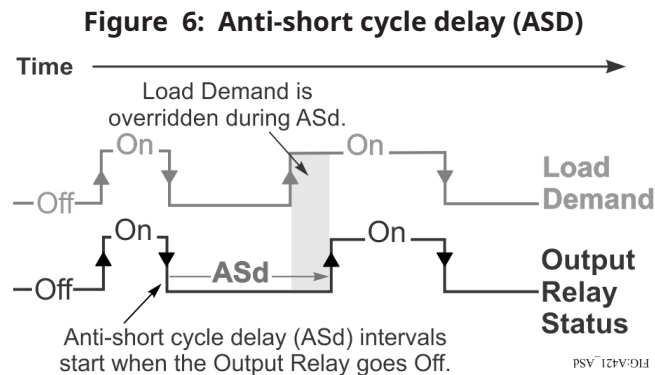 Figure 6: Anti-short cycle delay (ASD)
Time
Load Demand is
overridden during ASd.
On
On
Off
Load
Demand
On
On
ASd
Off
Output
Relay
Status
Anti-short cycle delay (ASd) intervals
start when the Output Relay goes Off.
FIG:A421_ASd